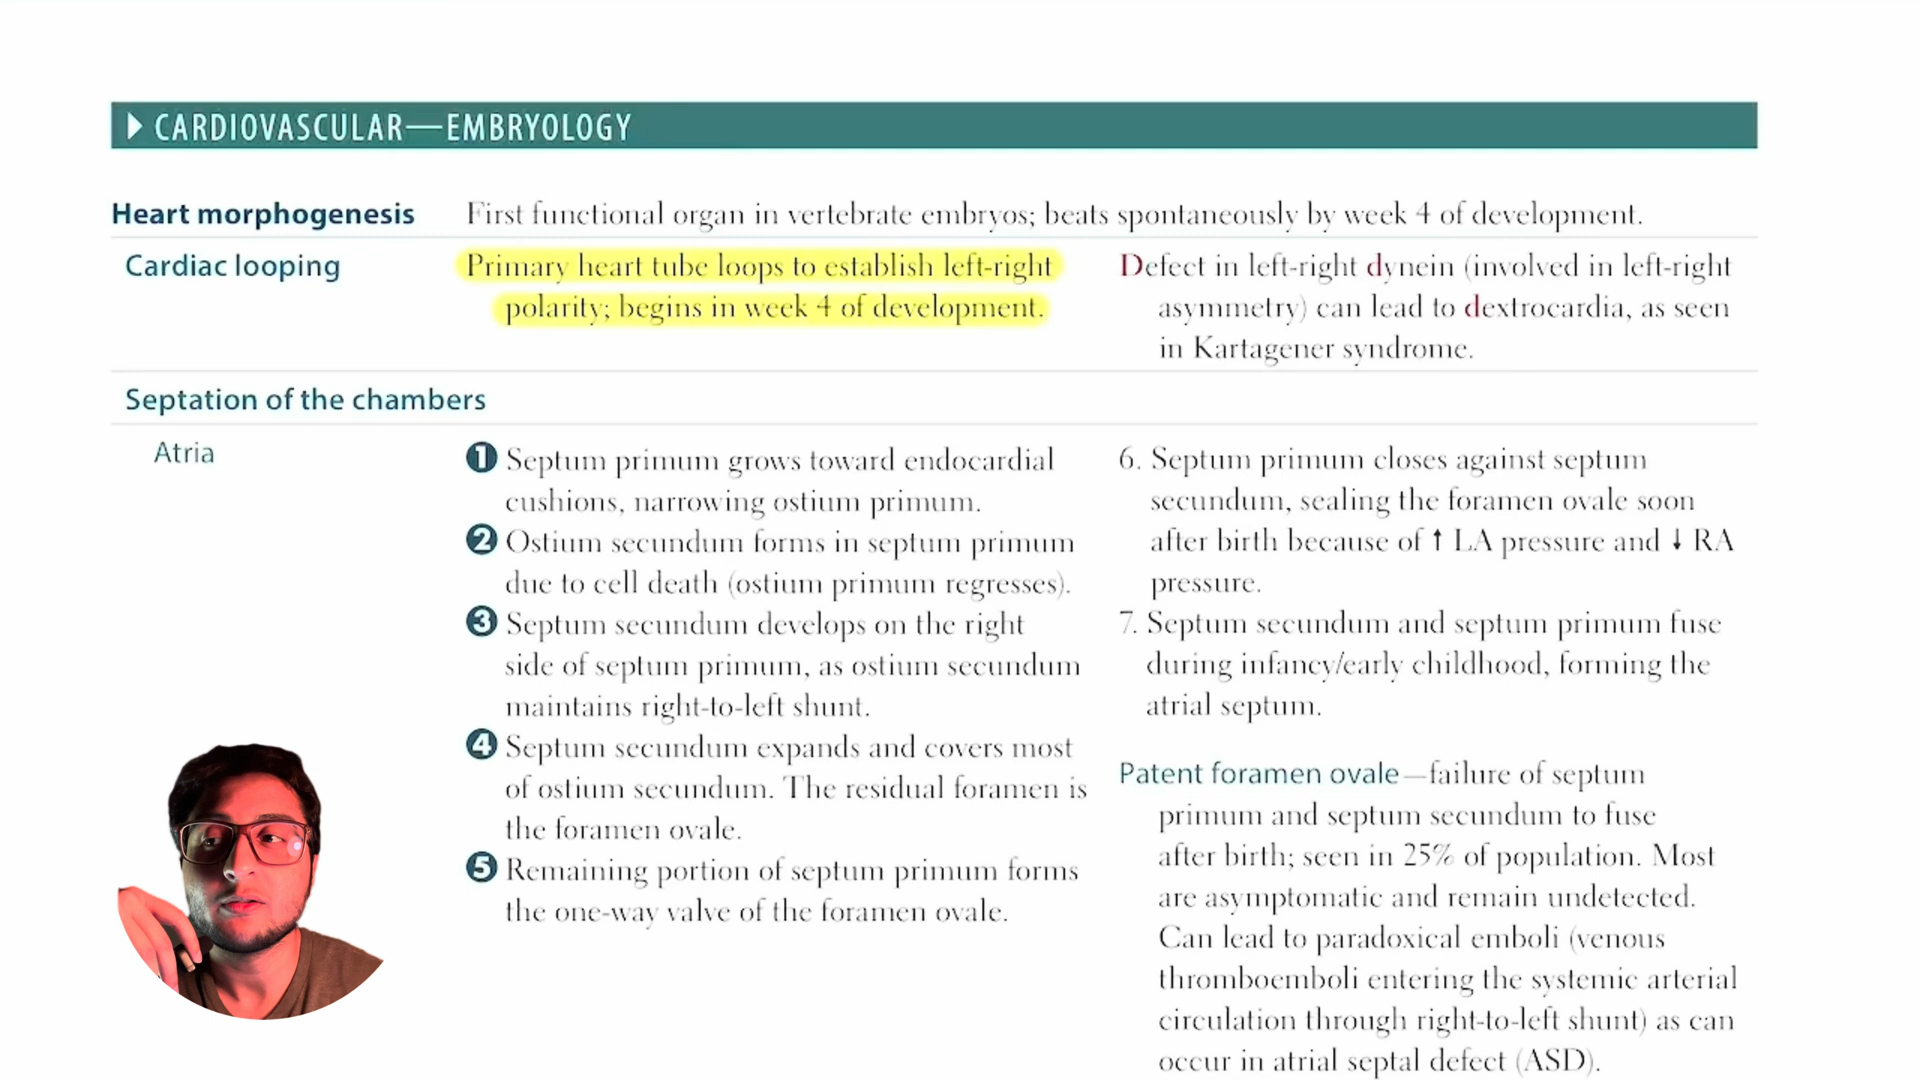 CARDIOVASCULAR—EMBRYOLOGY
Heart morphogenesis
First functional organ in vertebrate embryos; beats spontaneously by week 4 of development.
Cardiac looping
Primary heart tube loops to establish left-right
polarity; begins in week 4 of development.
Defect in left-right dynein (involved in left-right
asymmetry) can lead to dextrocardia, as seen
in Kartagener syndrome.
Septation of the chambers
Atria
1 Septum primum grows toward endocardial
cushions, narrowing ostium primum.
2 Ostium secundum forms in septum primum
due to cell death (ostium primum regresses).
3 Septum secundum develops on the right
side of septum primum, as ostium secundum
maintains right-to-left shunt.
4 Septum secundum expands and covers most
of ostium secundum. The residual foramen is
the foramen ovale.
5 Remaining portion of septum primum forms
the one-way valve of the foramen ovale.
6. Septum primum closes against septum
secundum, sealing the foramen ovale soon
after birth because of ↑ LA pressure and ↓ RA
pressure.
7. Septum secundum and septum primum fuse
during infancy/early childhood, forming the
atrial septum.
Patent foramen ovale—failure of septum
primum and septum secundum to fuse
after birth; seen in 25% of population. Most
are asymptomatic and remain undetected.
Can lead to paradoxical emboli (venous
thromboemboli entering the systemic arterial
circulation through right-to-left shunt) as can
occur in atrial septal defect (ASD).